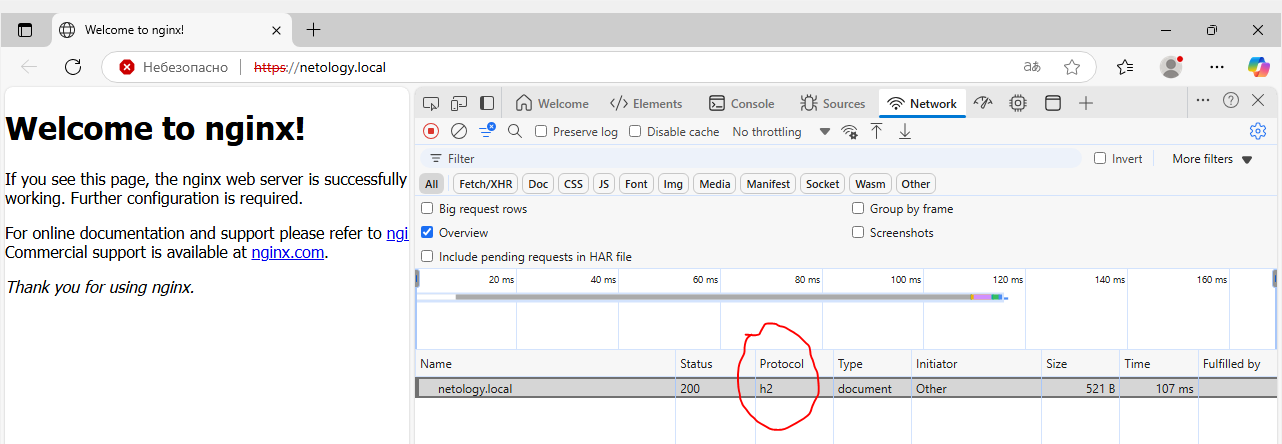 Welcome to nginx!
Небезопасно https://netology.local аあ
Welcome to nginx!
If you see this page, the nginx web server is successfully
working. Further configuration is required.
For online documentation and support please refer to ngi
Commercial support is available at nginx.com.
Thank you for using nginx.
Welcome Elements Console Sources Network
Preserve log Disable cache No throttling
Filter Invert More filters
All Fetch/XHR Doc CSS JS Font Img Media Manifest Socket Wasm Other
Big request rows Group by frame
Overview Screenshots
Include pending requests in HAR file
20 ms 40 ms 60 ms 80 ms 100 ms 120 ms 140 ms 160 ms
Name Status Protocol Type Initiator Size Time Fulfilled by
netology.local 200 h2 document Other 521 B 107 ms